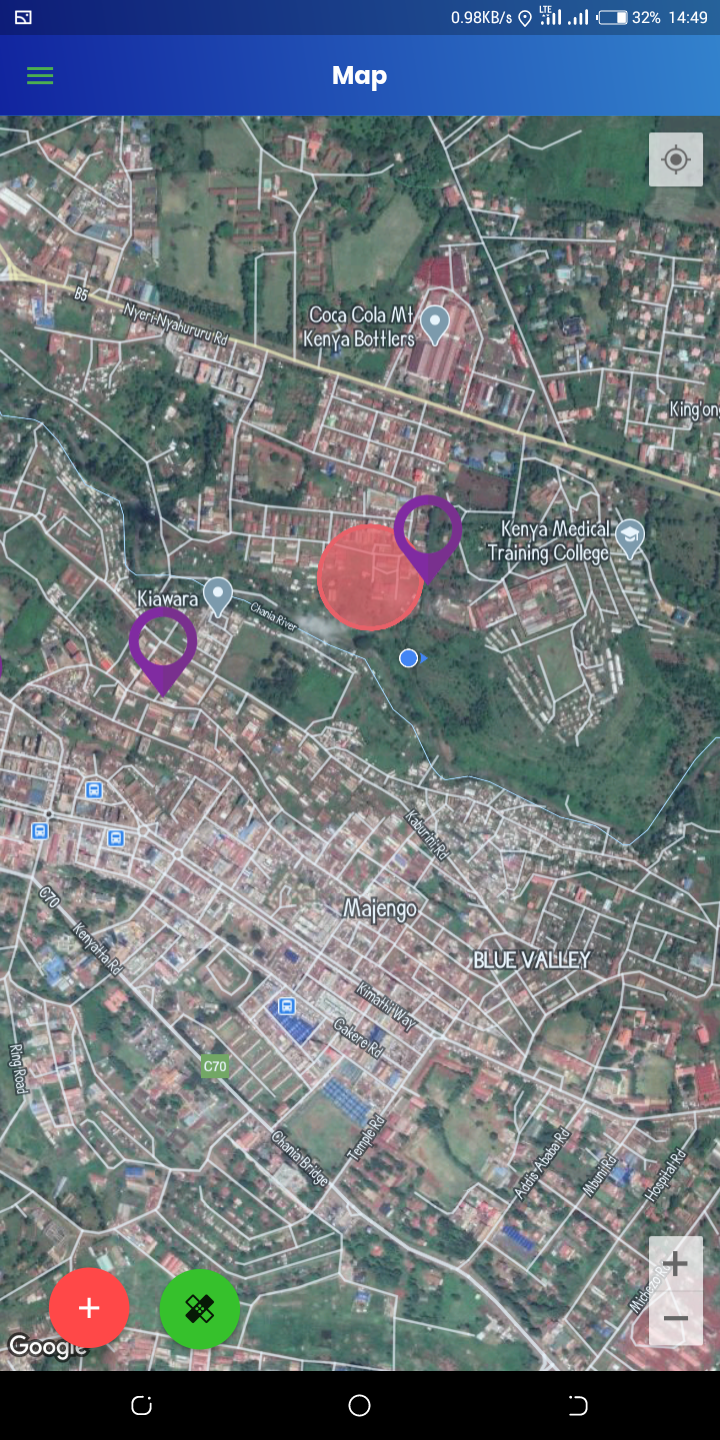 0.98KB/s LTE 32% 14:49
Map
B5
Nyeri-Nyahururu Rd
Coca Cola Mt
Kenya Bottlers
King'ong
Kenya Medical
Training College
Kiawara
Chania River
Kaburini Rd
C70
Majengo
Kenyatta Rd
BLUE VALLEY
Kimathi Way
Gakere Rd
Ring Road
C70
Temple Rd
Chania Bridge
Addis Ababa Rd
Mbuni Rd
Hospital Rd
+
Michezo Rd
+
Google